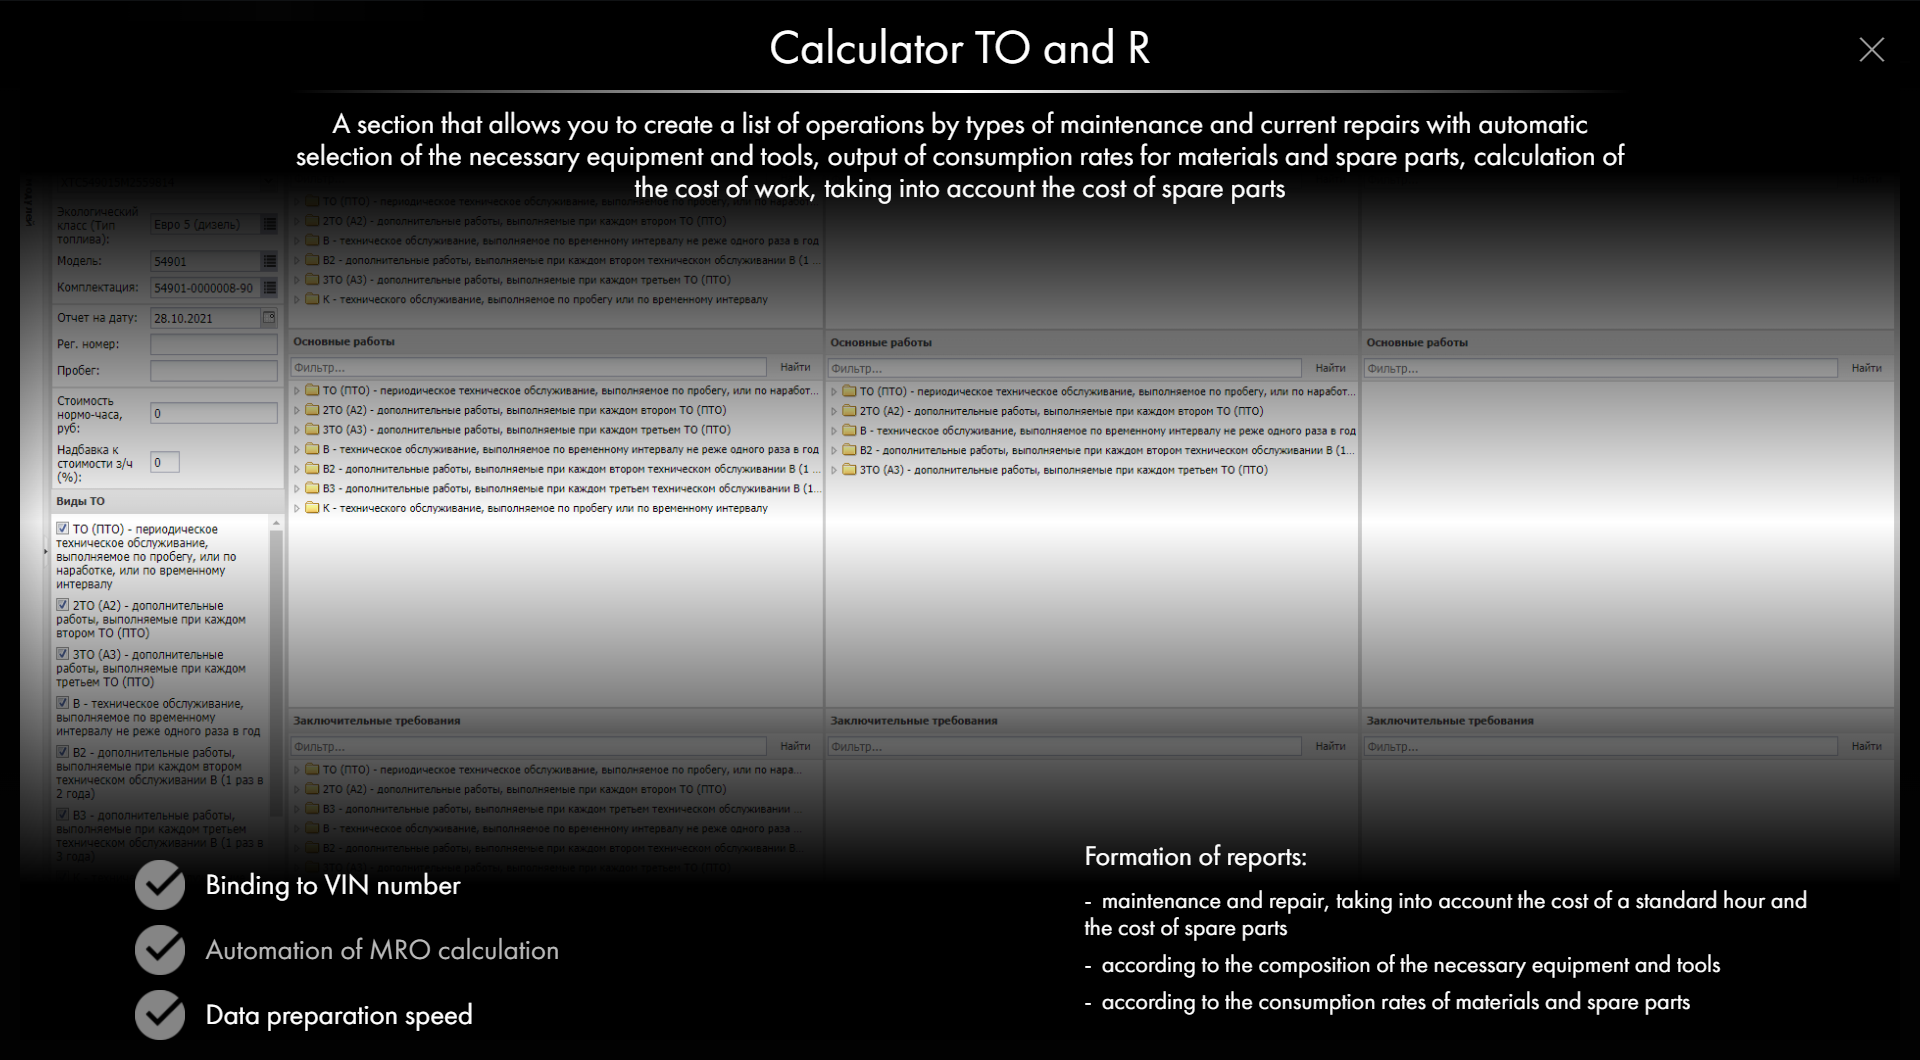 Calculator TO and R
A section that allows you to create a list of operations by types of maintenance and current repairs with automatic
selection of the necessary equipment and tools, output of consumption rates for materials and spare parts, calculation of
the cost of work, taking into account the cost of spare parts
Экологический
класс (Тип
топлива):
Евро 5 (дизель)
Модель:
54901
Комплектация:
54901-0000008-90
Отчет на дату:
28.10.2021
Рег. номер:
Пробег:
Стоимость
нормо-часа,
руб:
0
Надбавка к
стоимости з/ч
(%):
0
Виды ТО
ТО (ПТО) - периодическое
техническое обслуживание,
выполняемое по пробегу, или по
наработке, или по временному
интервалу
2ТО (А2) - дополнительные
работы, выполняемые при каждом
втором ТО (ПТО)
3ТО (А3) - дополнительные
работы, выполняемые при каждом
третьем ТО (ПТО)
В - техническое обслуживание,
выполняемое по временному
интервалу не реже одного раза в год
В2 - дополнительные работы,
выполняемые при каждом втором
техническом обслуживании В (1 раз в
2 года)
В3 - дополнительные работы,
выполняемые при каждом третьем
техническом обслуживании В (1 раз в
3 года)
ТО (ПТО) - периодическое техническое обслуживание, выполняемое по пробегу, или по наработ...
2ТО (А2) - дополнительные работы, выполняемые при каждом втором ТО (ПТО)
В - техническое обслуживание, выполняемое по временному интервалу не реже одного раза в год
В2 - дополнительные работы, выполняемые при каждом втором техническом обслуживании В (1 ...
3ТО (А3) - дополнительные работы, выполняемые при каждом третьем ТО (ПТО)
К - технического обслуживание, выполняемое по пробегу или по временному интервалу
Основные работы
Фильтр...
Найти
ТО (ПТО) - периодическое техническое обслуживание, выполняемое по пробегу, или по наработ...
2ТО (А2) - дополнительные работы, выполняемые при каждом втором ТО (ПТО)
3ТО (А3) - дополнительные работы, выполняемые при каждом третьем ТО (ПТО)
В - техническое обслуживание, выполняемое по временному интервалу не реже одного раза в год
В2 - дополнительные работы, выполняемые при каждом втором техническом обслуживании В (1 ...
В3 - дополнительные работы, выполняемые при каждом третьем техническом обслуживании В (1...
К - технического обслуживание, выполняемое по пробегу или по временному интервалу
Заключительные требования
Фильтр...
Найти
ТО (ПТО) - периодическое техническое обслуживание, выполняемое по пробегу, или по нара...
2ТО (А2) - дополнительные работы, выполняемые при каждом втором ТО (ПТО)
В3 - дополнительные работы, выполняемые при каждом третьем техническом обслуживании ...
В - техническое обслуживание, выполняемое по временному интервалу не реже одного раза ...
В2 - дополнительные работы, выполняемые при каждом втором техническом обслуживании В...
3ТО (А3) - дополнительные работы, выполняемые при каждом третьем ТО (ПТО)
Основные работы
Фильтр...
Найти
ТО (ПТО) - периодическое техническое обслуживание, выполняемое по пробегу, или по наработ...
2ТО (А2) - дополнительные работы, выполняемые при каждом втором ТО (ПТО)
В - техническое обслуживание, выполняемое по временному интервалу не реже одного раза в год
В2 - дополнительные работы, выполняемые при каждом втором техническом обслуживании В (1...
3ТО (А3) - дополнительные работы, выполняемые при каждом третьем ТО (ПТО)
Заключительные требования
Фильтр...
Найти
Основные работы
Фильтр...
Найти
Заключительные требования
Фильтр...
Найти
Binding to VIN number
Automation of MRO calculation
Data preparation speed
Formation of reports:
- maintenance and repair, taking into account the cost of a standard hour and
the cost of spare parts
- according to the composition of the necessary equipment and tools
- according to the consumption rates of materials and spare parts